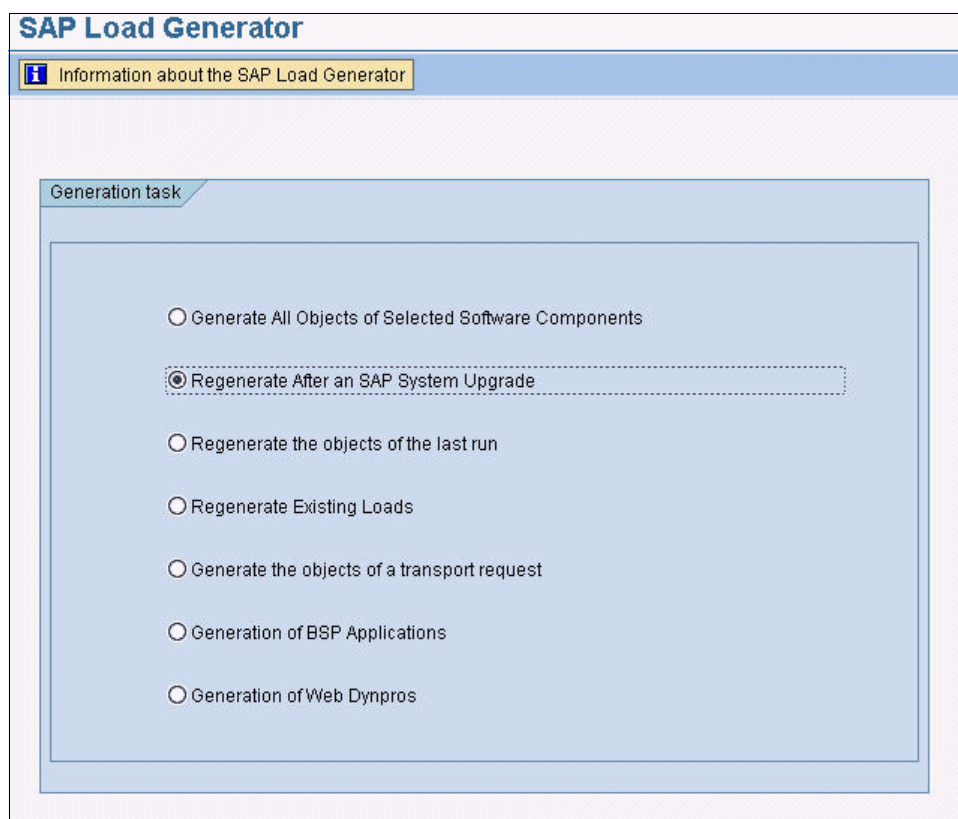 SAP Load Generator
Information about the SAP Load Generator
Generation task
Generate All Objects of Selected Software Components
Regenerate After an SAP System Upgrade
Regenerate the objects of the last run
Regenerate Existing Loads
Generate the objects of a transport request
Generation of BSP Applications
Generation of Web Dynpros